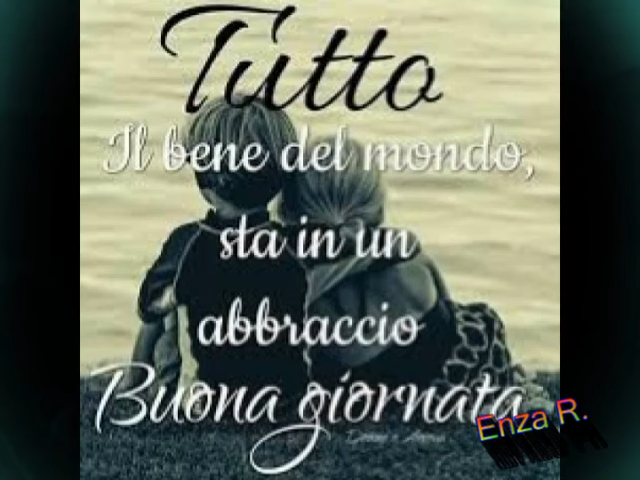 Tutto
Il bene del mondo,
sta in un
abbraccio
Buona giornata
Enza R.